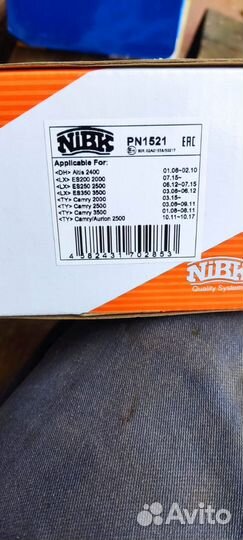 NiBK PN1521 EAC
Applicable For:
<DH> Altis 2400 01.06~02.10
<LX> ES200 2000 07.15~
<LX> ES250 2500 06.12~07.15
<LX> ES350 3500 03.06~06.12
<TY> Camry 2000 03.15~
<TY> Camry 2500 03.06~09.11
<TY> Camry 3500 01.06~08.11
<TY> Camry/Aurion 2500 10.11~10.17
NiBK
Quality System
Avito